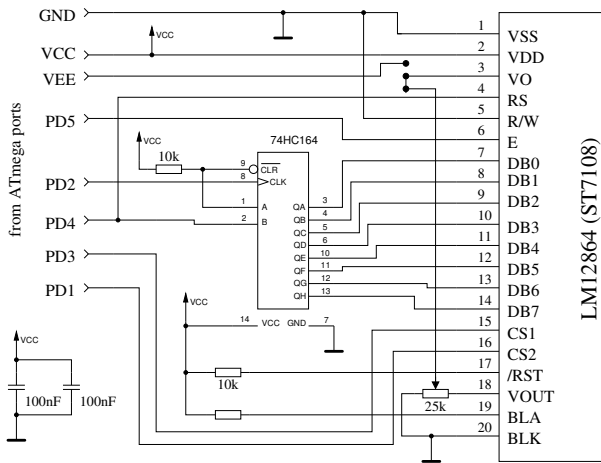 GND
VCC
VEE
PD5
PD2
PD4
PD3
PD1
from ATmega ports
VCC
VCC
10k
74HC164
9 CLR
8 CLK
1 A
2 B
QA 3
QB 4
QC 5
QD 6
QE 10
QF 11
QG 12
QH 13
14 VCC GND 7
VCC
10k
VCC
100nF
100nF
25k
1 VSS
2 VDD
3 VO
4 RS
5 R/W
6 E
7 DB0
8 DB1
9 DB2
10 DB3
11 DB4
12 DB5
13 DB6
14 DB7
15 CS1
16 CS2
17 /RST
18 VOUT
19 BLA
20 BLK
LM12864 (ST7108)